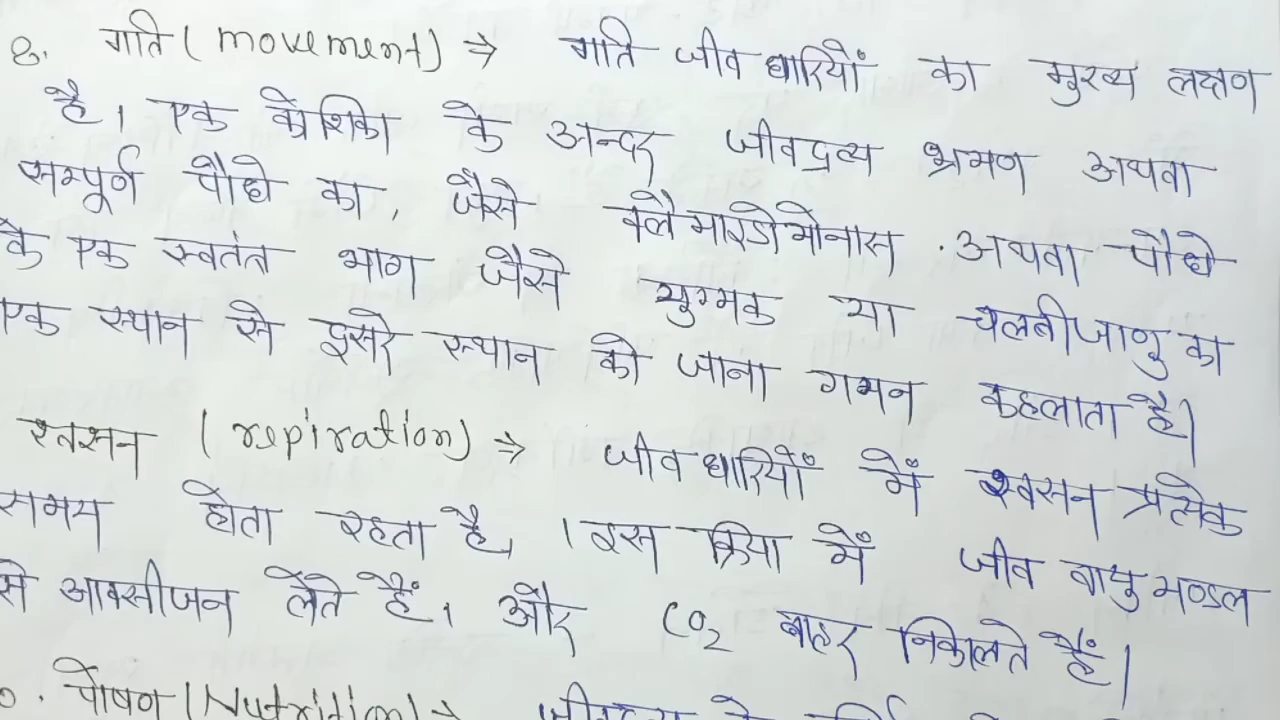 8. गति (movement) → गति जीवधारियों का मुख्य लक्षण
है। एक कोशिका के अन्दर जीवद्रव्य भ्रमण अथवा
सम्पूर्ण पौधे का, जैसे क्लैमाइडोमोनास अथवा पौधे
के एक स्वतंत भाग जैसे युग्मक या चलबीजाणु का
एक स्थान से दूसरे स्थान को जाना गमन कहलाता है।
श्वसन (repiration) → जीवधारियों में श्वसन प्रत्येक
समय होता रहता है, । इस क्रिया में जीव वायुमण्डल
से आक्सीजन लेते हैं। और CO2 बाहर निकालते हैं।
पोषण (Nutrition) →